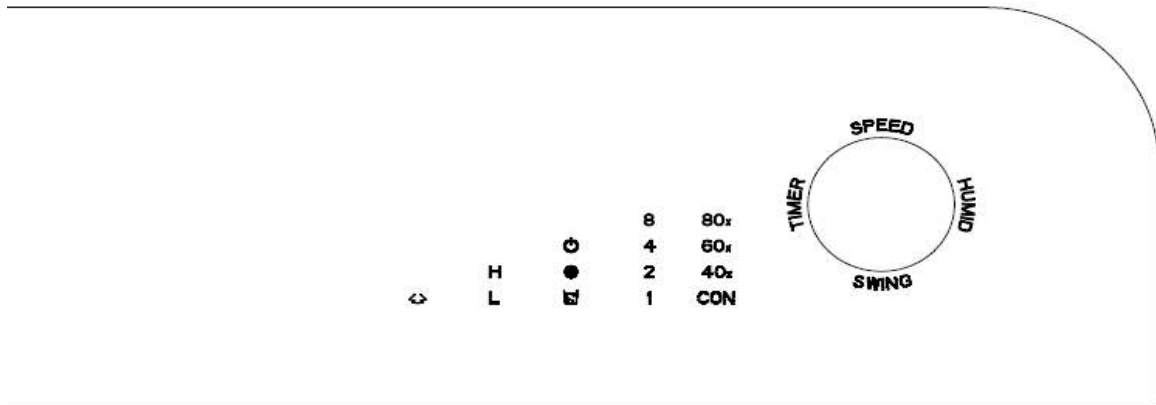 SPEED
TIMER
HUMID
SWING
8 80%
4 60%
H 2 40%
L 1 CON